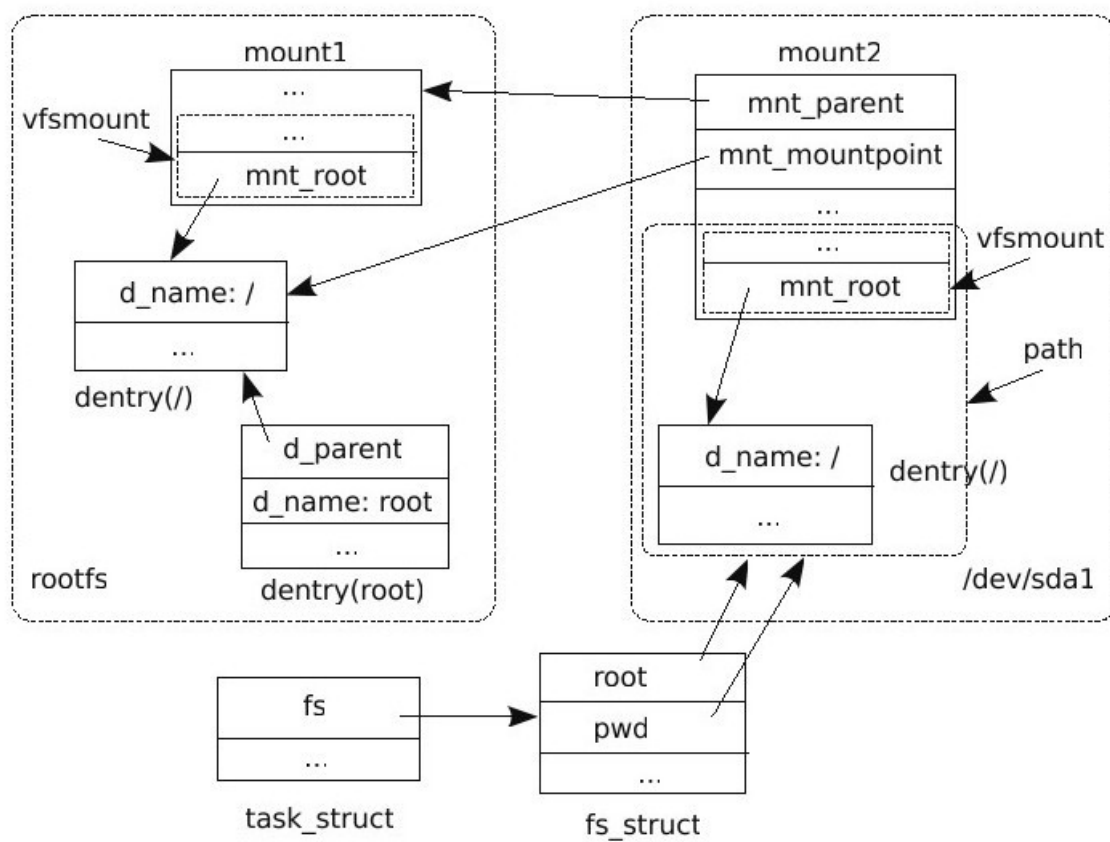 mount1
...
vfsmount
...
mnt_root
d_name: /
...
dentry(/)
d_parent
d_name: root
...
dentry(root)
rootfs
mount2
mnt_parent
mnt_mountpoint
...
...
vfsmount
mnt_root
path
d_name: /
dentry(/)
...
/dev/sda1
fs
...
task_struct
root
pwd
...
fs_struct